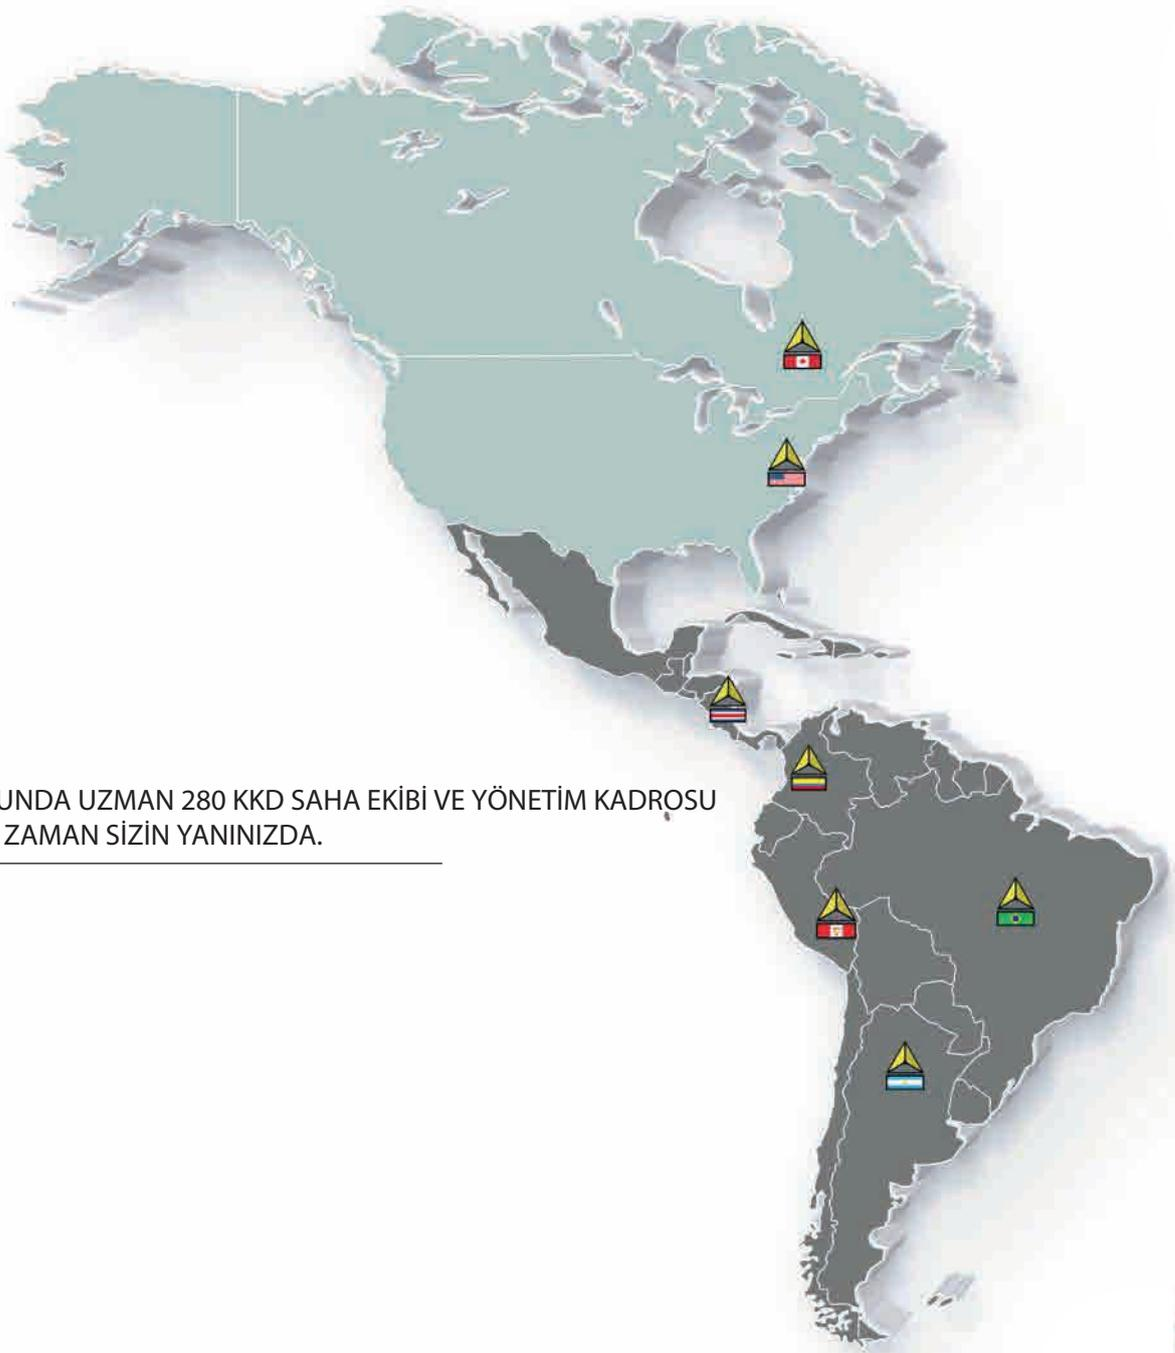 UNDA UZMAN 280 KKD SAHA EKİBİ VE YÖNETİM KADROSU
ZAMAN SİZİN YANINIZDA.